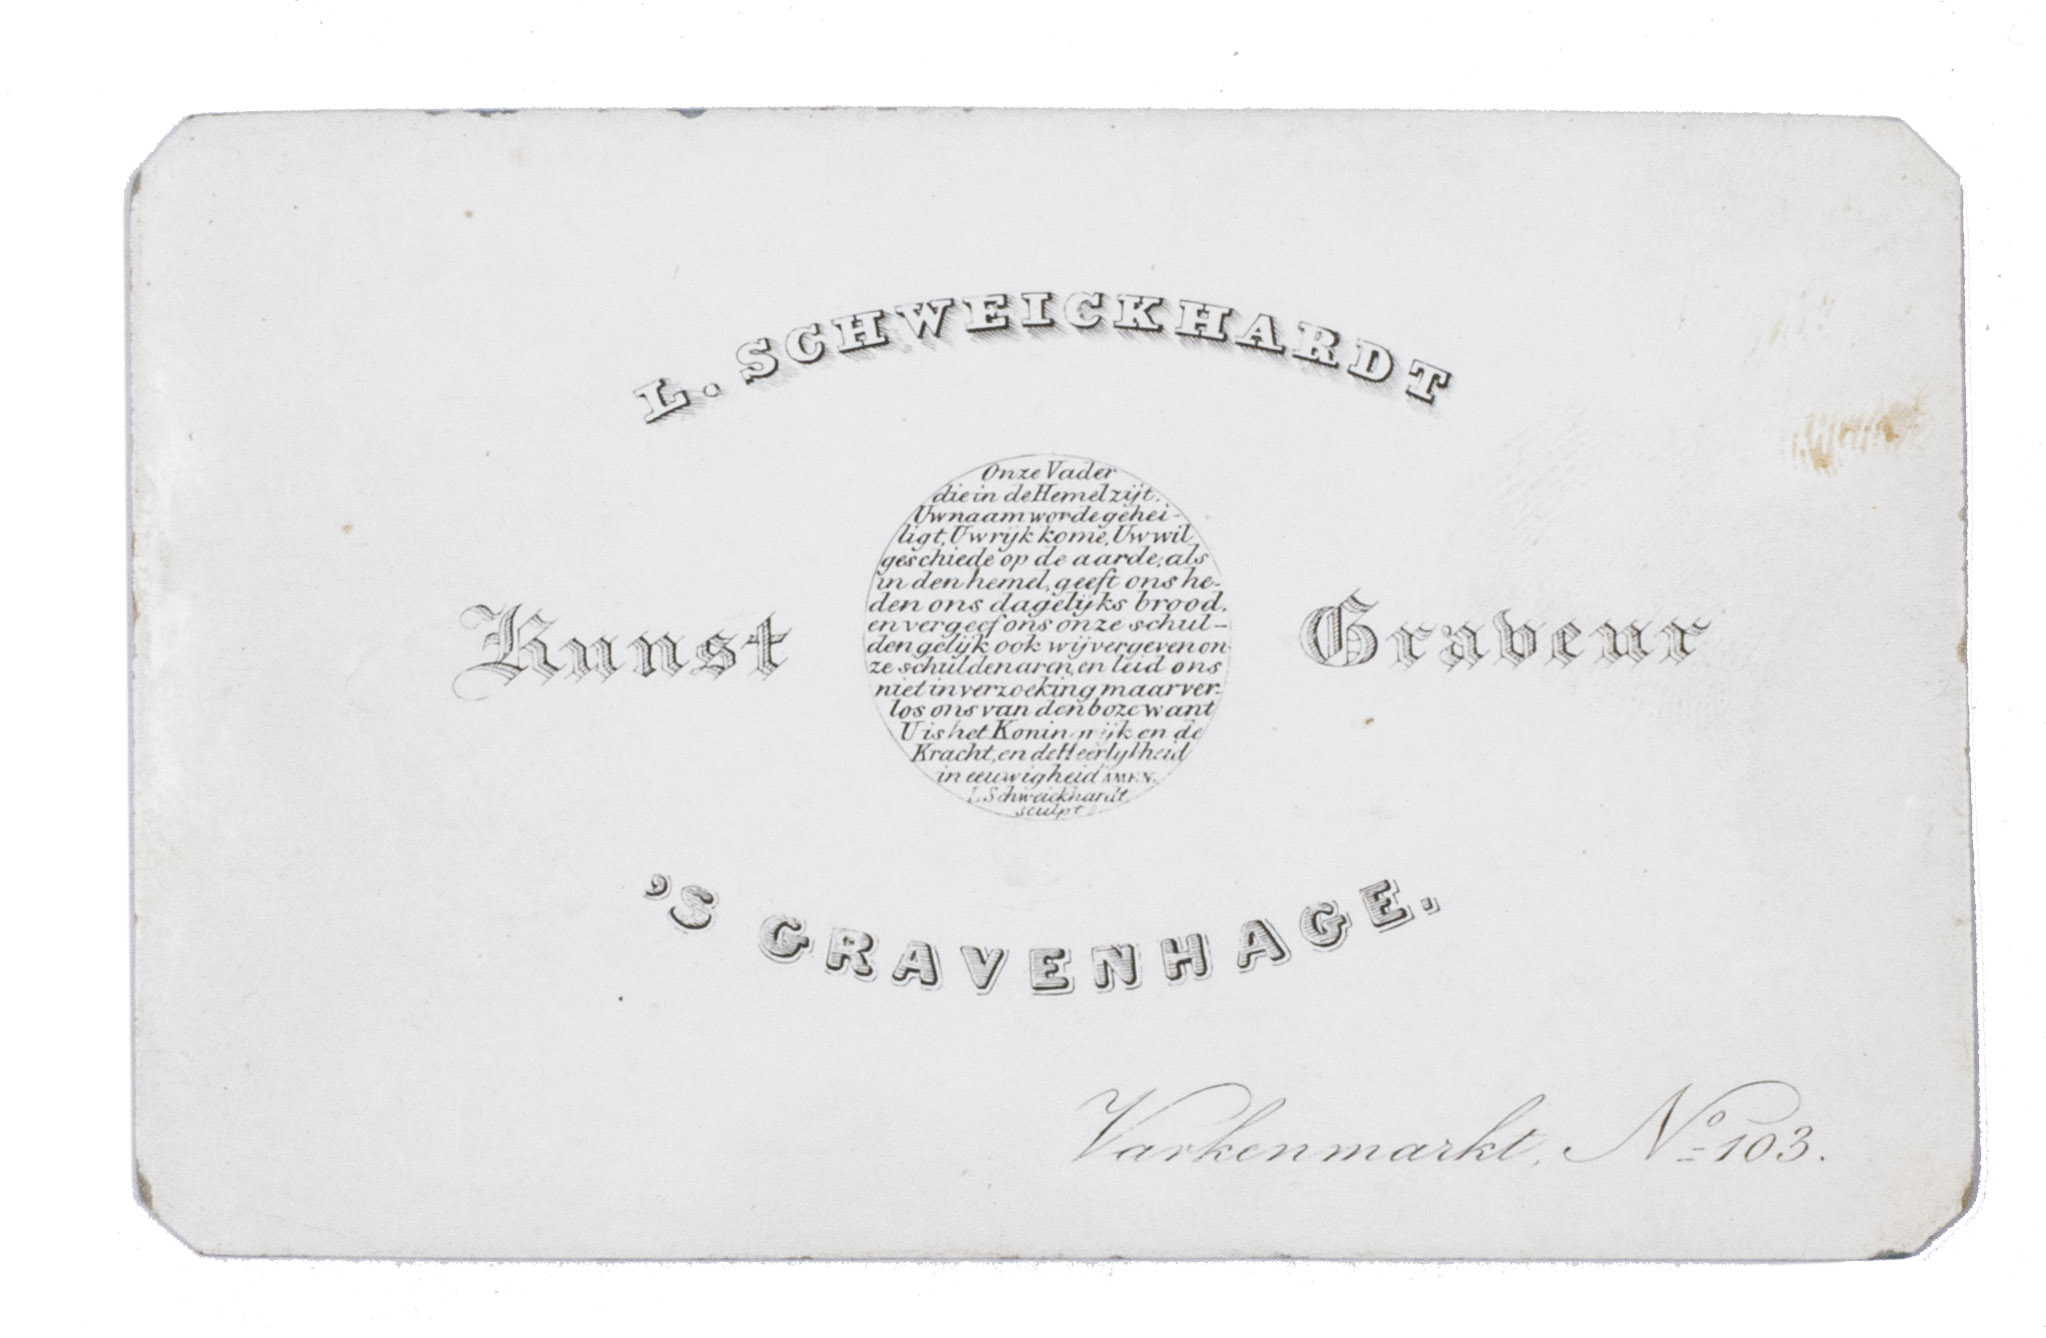 L. SCHWEICKHARDT
Kunst Graveur
Onze Vader
die in de Hemel zijt.
Uw naam worde gehei-
ligt, Uw rijk kome, Uw wil
geschiede op de aarde, als
in den hemel, geeft ons he-
den ons dagelijks brood.
en vergeef ons onze schul-
den gelijk ook wij vergeven on-
ze schuldenaren, en leid ons
niet in verzoeking maar ver-
los ons van den boze want
U is het Konin rijk en de
Kracht, en de Heerlijkheid
in eeuwigheid AMEN.
L. Schweickhardt
sculpt
'S GRAVENHAGE.
Varkenmarkt, No 103.